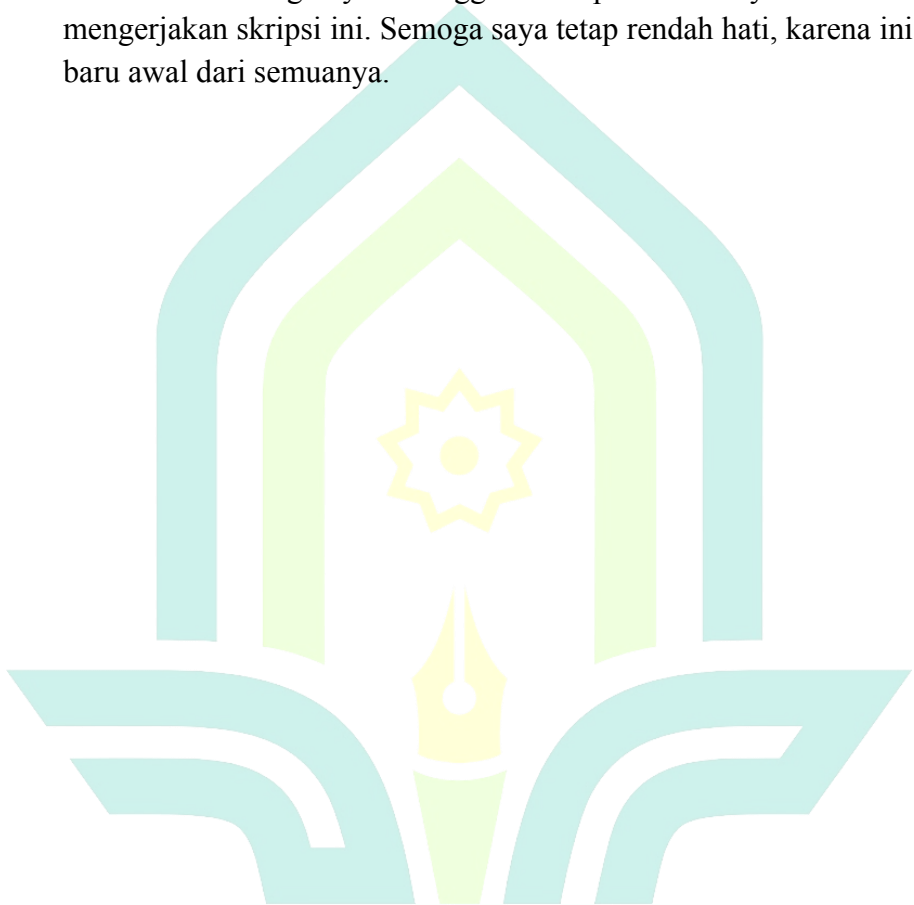 mengerjakan skripsi ini. Semoga saya tetap rendah hati, karena ini
baru awal dari semuanya.